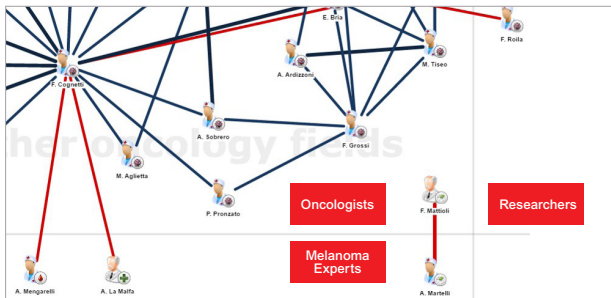 E. Bria
F. Roila
A. Ardizzoni
M. Tiseo
F. Cognetti
A. Sobrero
F. Grossi
her oncology fields
M. Aglietta
P. Pronzato
Oncologists
F. Mattioli
Researchers
Melanoma
Experts
A. Mengarelli
A. La Malfa
A. Martelli